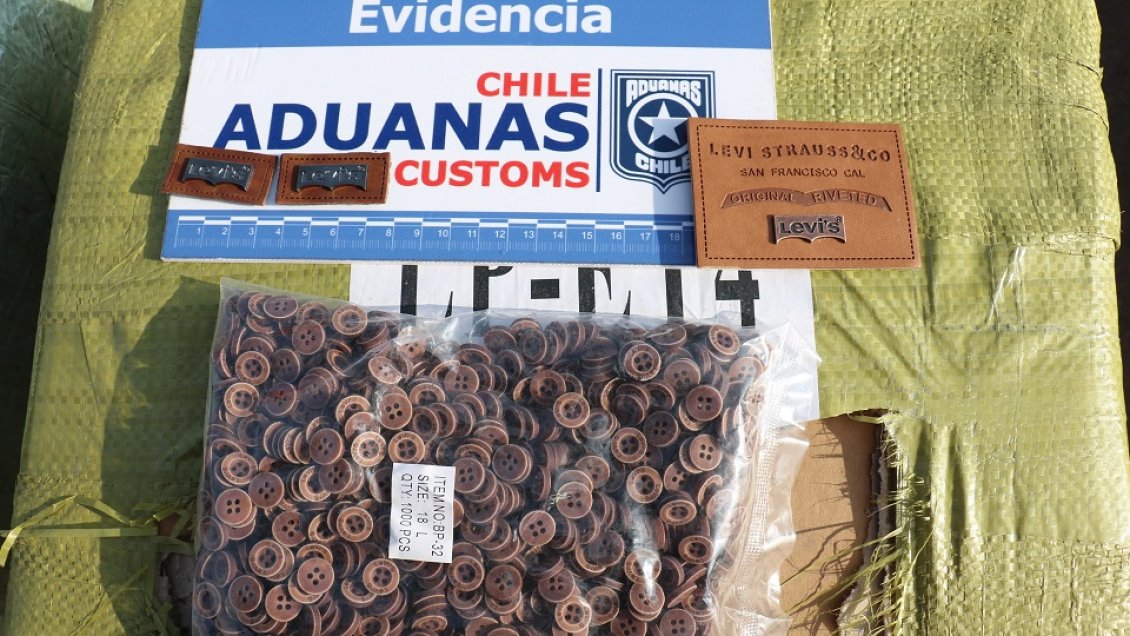 Evidencia
CHILE
ADUANAS
CUSTOMS
ADUANAS
CHILE
Levi's
Levi's
LEVI STRAUSS&CO
SAN FRANCISCO CAL
ORIGINAL RIVETED
Levi's
1 2 3 4 5 6 7 8 9 10 11 12 13 14 15 16 17 18
ITEM NO:BP-32
SIZE: 18 L
QTY:1000 PCS